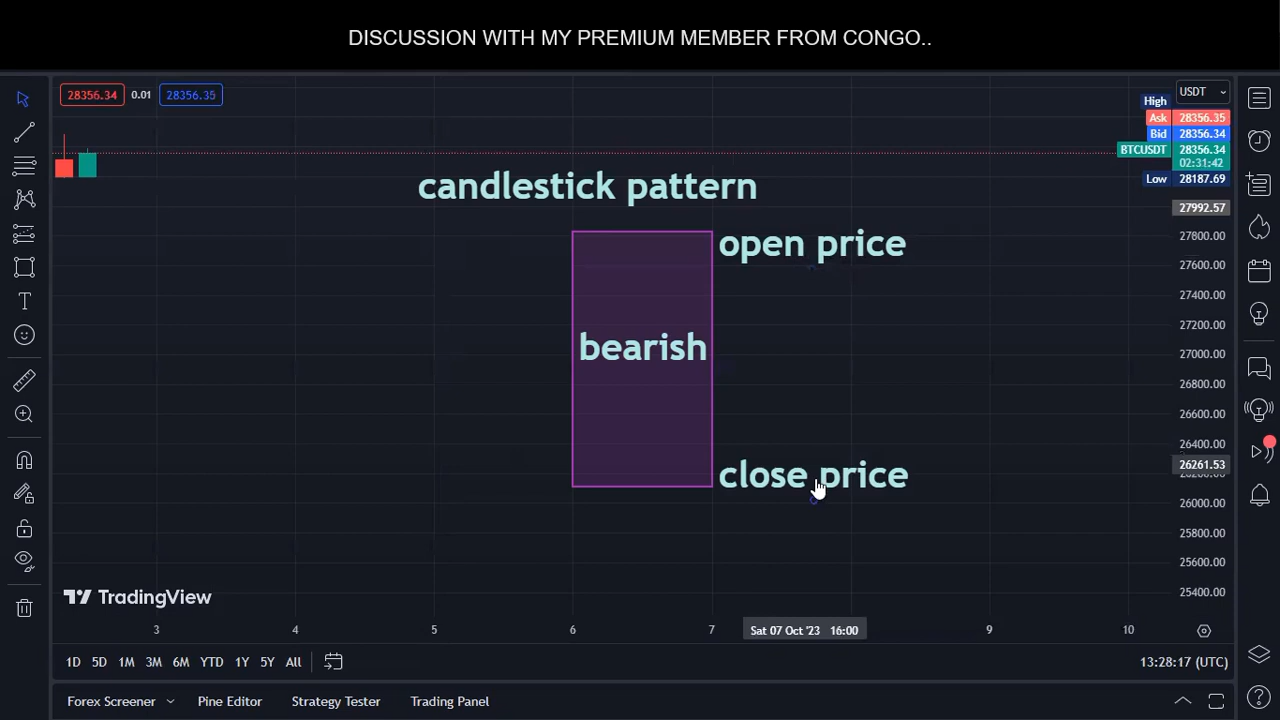 DISCUSSION WITH MY PREMIUM MEMBER FROM CONGO..
28356.34 0.01 28356.35
USDT
High
Ask 28356.35
Bid 28356.34
BTCUSDT 28356.34
02:31:42
Low 28187.69
candlestick pattern
27992.57
open price
27800.00
27600.00
27400.00
27200.00
bearish
27000.00
26800.00
26600.00
26400.00
close price
26261.53
26000.00
25800.00
25600.00
25400.00
TradingView
3 4 5 6 7 Sat 07 Oct '23 16:00 9 10
1D 5D 1M 3M 6M YTD 1Y 5Y All
13:28:17 (UTC)
Forex Screener Pine Editor Strategy Tester Trading Panel